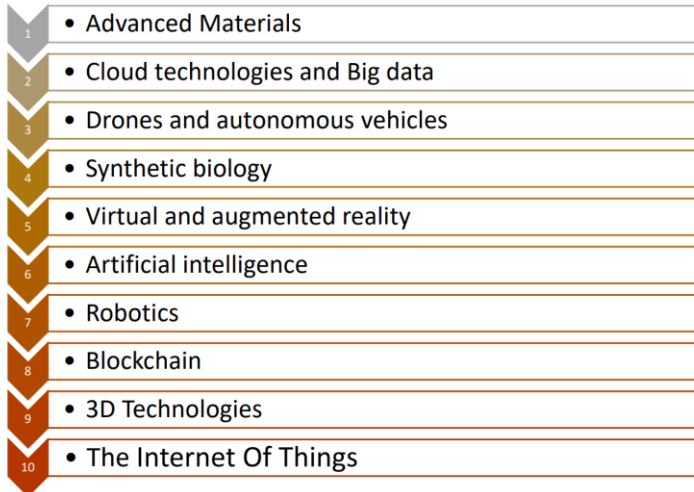 1 • Advanced Materials
2 • Cloud technologies and Big data
3 • Drones and autonomous vehicles
4 • Synthetic biology
5 • Virtual and augmented reality
6 • Artificial intelligence
7 • Robotics
8 • Blockchain
9 • 3D Technologies
10 • The Internet Of Things